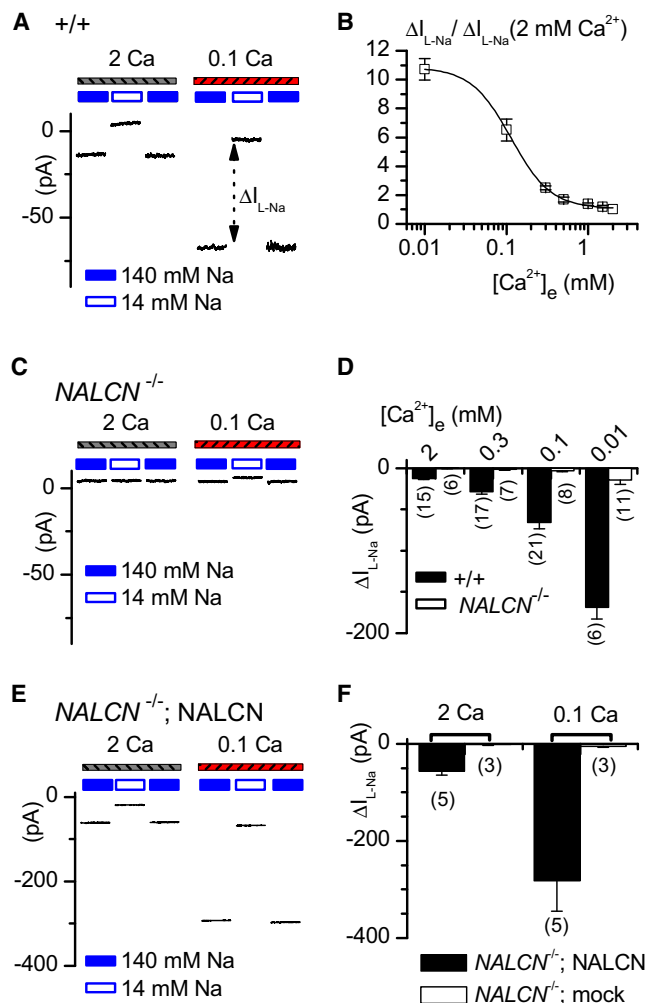 A
+/+
2 Ca
0.1 Ca
0
-50
(pA)
ΔI_L-Na
140 mM Na
14 mM Na
B
ΔI_L-Na / ΔI_L-Na (2 mM Ca²⁺)
12
10
8
6
4
2
0
0.01
0.1
1
[Ca²⁺]e (mM)
C
NALCN -/-
2 Ca
0.1 Ca
0
-50
(pA)
140 mM Na
14 mM Na
D
[Ca²⁺]e (mM)
2
0.3
0.1
0.01
0
-200
ΔI_L-Na (pA)
(15)
(6)
(17)
(7)
(21)
(8)
(6)
(11)
+/+
NALCN -/-
E
NALCN -/-; NALCN
2 Ca
0.1 Ca
0
-200
-400
(pA)
140 mM Na
14 mM Na
F
2 Ca
0.1 Ca
0
-200
-400
ΔI_L-Na (pA)
(5)
(3)
(5)
(3)
NALCN -/-; NALCN
NALCN -/-; mock